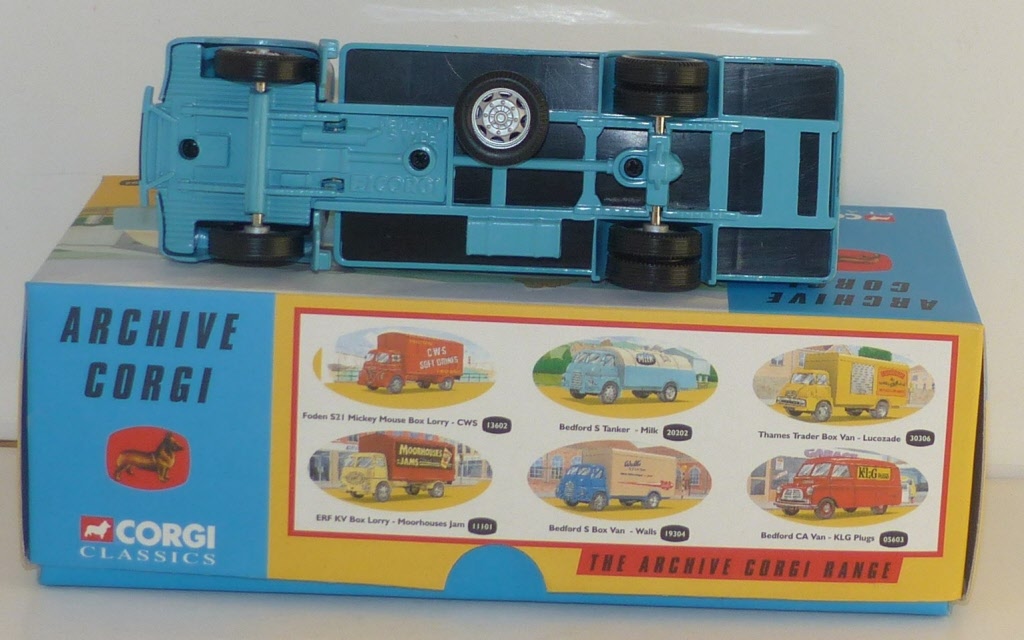 CORGI
ARCHIVE
CORGI
ARCHIVE
CORGI
CWS
SOFT DRINKS
Foden S21 Mickey Mouse Box Lorry - CWS 13602
MILK
Bedford S Tanker - Milk 20202
Thames Trader Box Van - Lucozade 30306
MOORHOUSES
JAMS
ERF KV Box Lorry - Moorhouses Jam 11101
Bedford S Box Van - Walls 19304
GARAGE
KLG
Bedford CA Van - KLG Plugs 05603
CORGI
CLASSICS
THE ARCHIVE CORGI RANGE